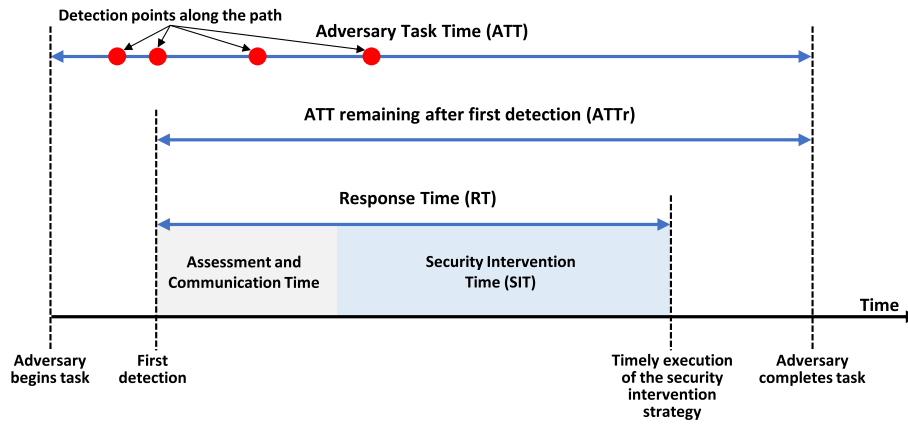 Detection points along the path
Adversary Task Time (ATT)
ATT remaining after first detection (ATTr)
Response Time (RT)
Assessment and
Communication Time
Security Intervention
Time (SIT)
Time
Adversary
begins task
First
detection
Timely execution
of the security
intervention
strategy
Adversary
completes task